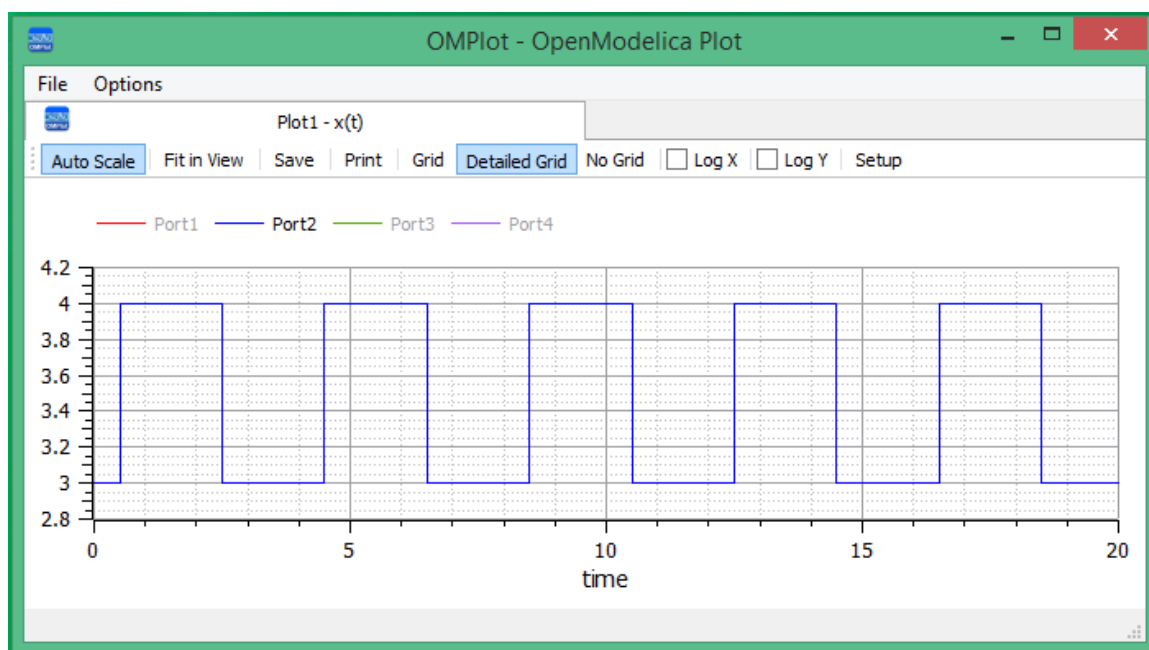 OMPlot - OpenModelica Plot
File Options
Plot1 - x(t)
Auto Scale Fit in View Save Print Grid Detailed Grid No Grid Log X Log Y Setup
Port1 Port2 Port3 Port4
4.2
4
3.8
3.6
3.4
3.2
3
2.8
0 5 10 15 20
time